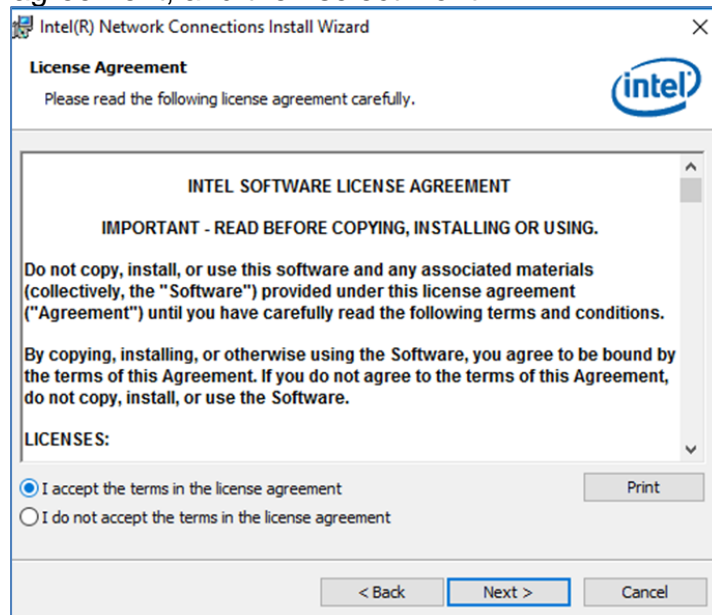 agreement, and then select Next
Intel(R) Network Connections Install Wizard
License Agreement
Please read the following license agreement carefully.
intel
INTEL SOFTWARE LICENSE AGREEMENT
IMPORTANT - READ BEFORE COPYING, INSTALLING OR USING.
Do not copy, install, or use this software and any associated materials
(collectively, the "Software") provided under this license agreement
("Agreement") until you have carefully read the following terms and conditions.
By copying, installing, or otherwise using the Software, you agree to be bound by
the terms of this Agreement. If you do not agree to the terms of this Agreement,
do not copy, install, or use the Software.
LICENSES:
I accept the terms in the license agreement
Print
I do not accept the terms in the license agreement
< Back
Next >
Cancel